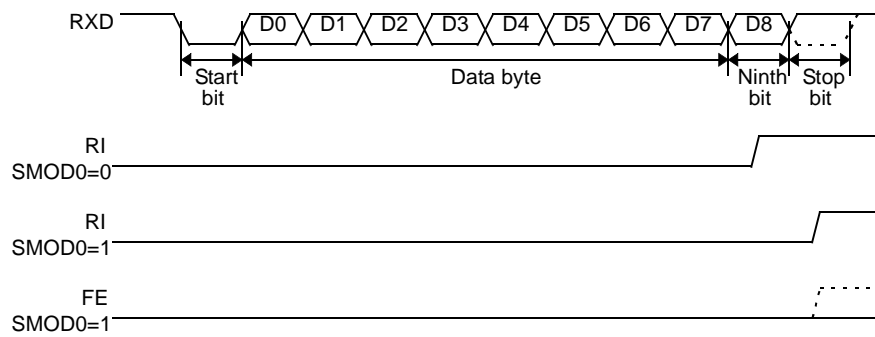 RXD D0 D1 D2 D3 D4 D5 D6 D7 D8
Start bit
Data byte
Ninth bit
Stop bit
RI
SMOD0=0
RI
SMOD0=1
FE
SMOD0=1